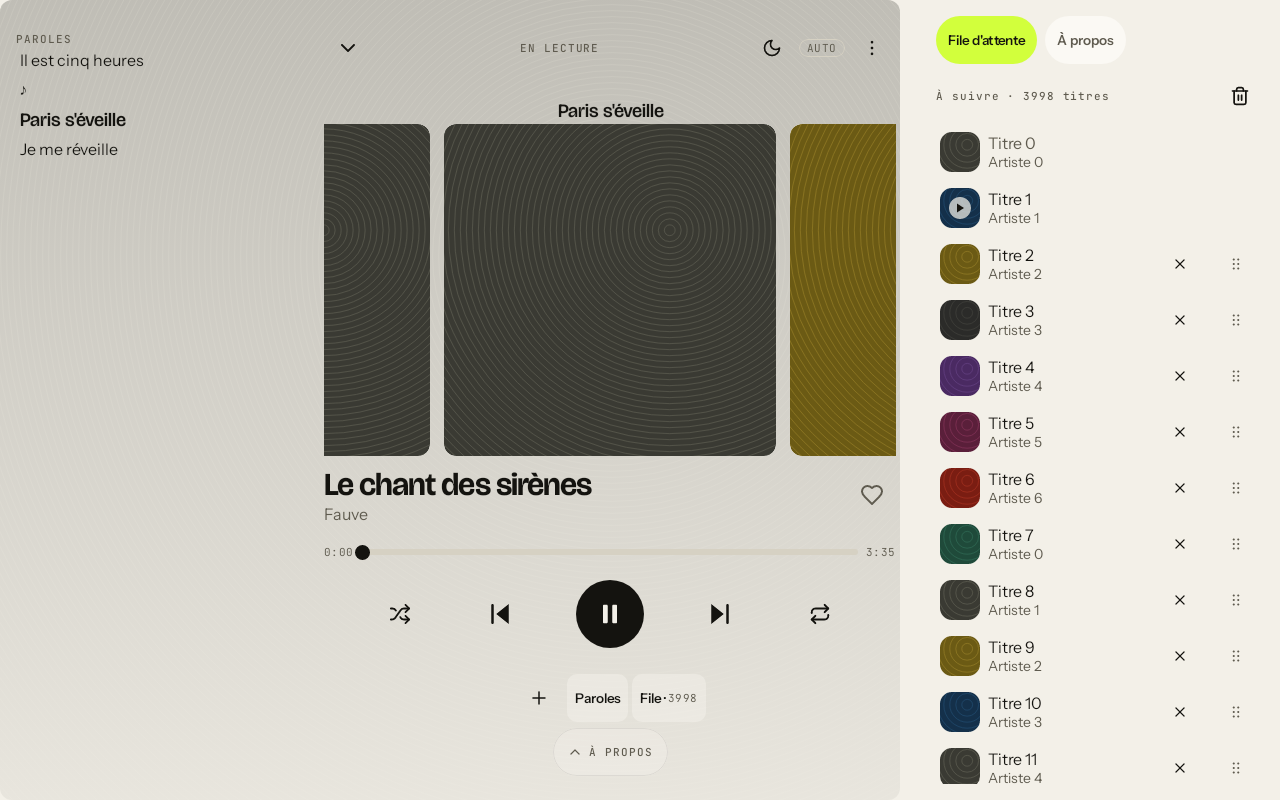 PAROLES
Il est cinq heures
♪
Paris s'éveille
Je me réveille
EN LECTURE
AUTO
Paris s'éveille
Le chant des sirènes
Fauve
0:00
3:35
Paroles
File·3998
À PROPOS
File d'attente
À propos
À suivre · 3998 titres
Titre 0
Artiste 0
Titre 1
Artiste 1
Titre 2
Artiste 2
Titre 3
Artiste 3
Titre 4
Artiste 4
Titre 5
Artiste 5
Titre 6
Artiste 6
Titre 7
Artiste 0
Titre 8
Artiste 1
Titre 9
Artiste 2
Titre 10
Artiste 3
Titre 11
Artiste 4